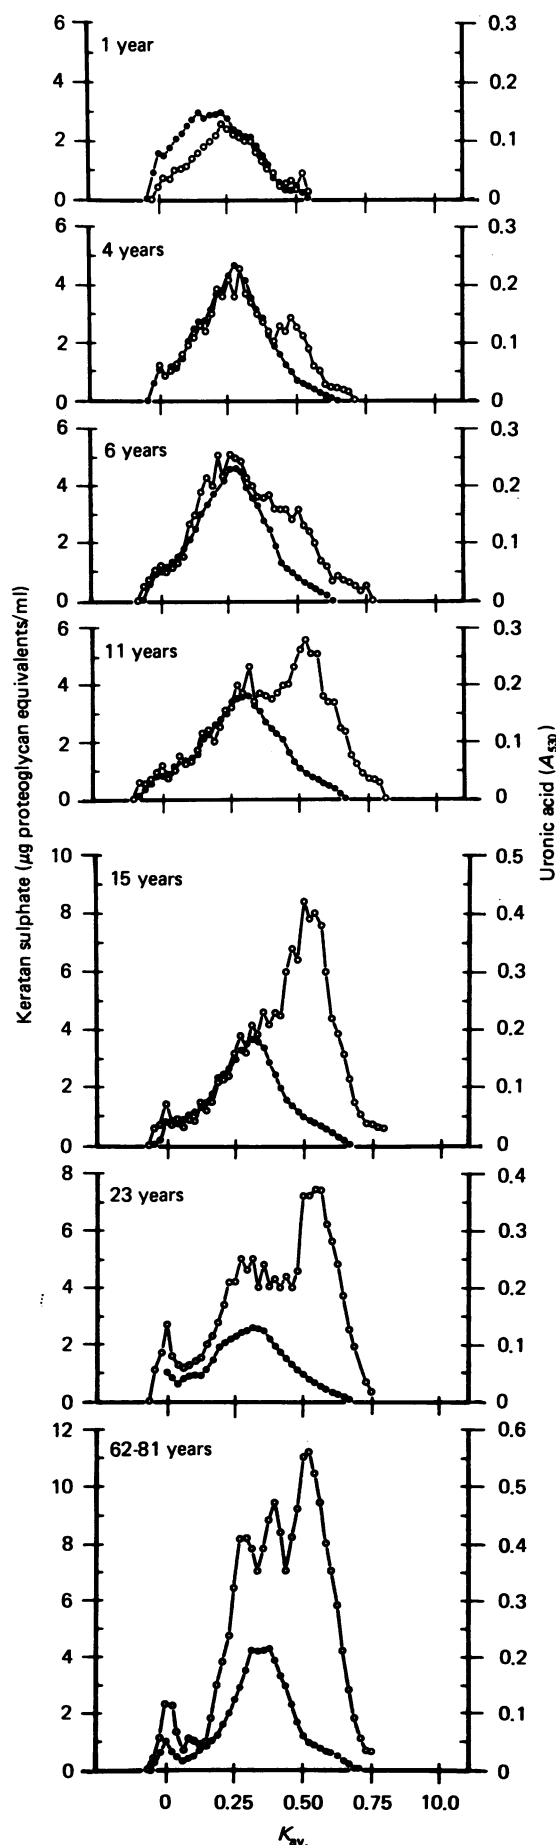 6 1 year 0.3
4 0.2
2 0.1
0 0
6 4 years 0.3
4 0.2
2 0.1
0 0
6 6 years 0.3
4 0.2
2 0.1
0 0
6 11 years 0.3
4 0.2
2 0.1
0 0
10 15 years 0.5
8 0.4
6 0.3
4 0.2
2 0.1
0 0
8 23 years 0.4
6 0.3
4 0.2
2 0.1
0 0
12 62-81 years 0.6
10 0.5
8 0.4
6 0.3
4 0.2
2 0.1
0 0
0 0.25 0.50 0.75 10.0
Kav.
Keratan sulphate (µg proteoglycan equivalents/ml)
Uronic acid (A530)